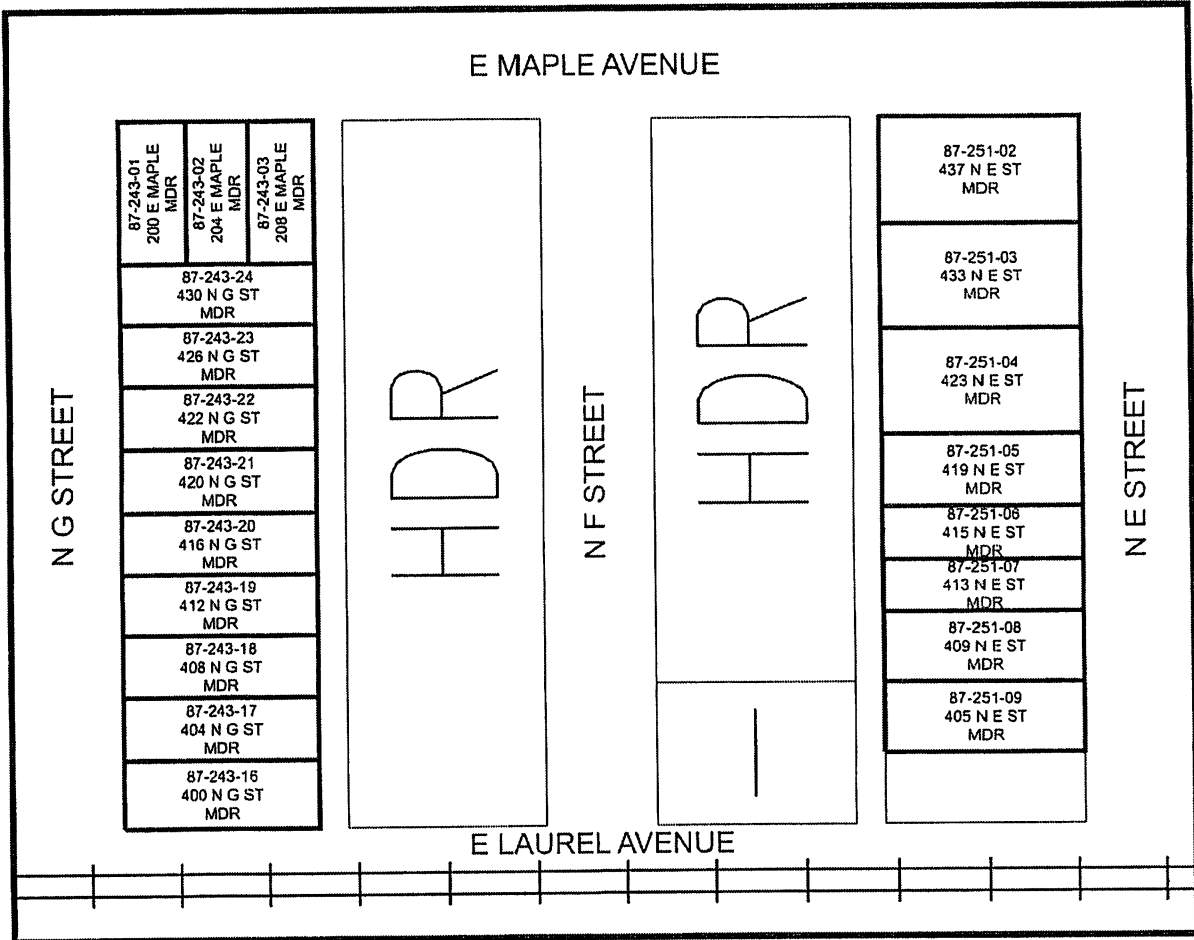 E MAPLE AVENUE
87-243-01
200 E MAPLE
MDR
87-243-02
204 E MAPLE
MDR
87-243-03
208 E MAPLE
MDR
87-243-24
430 N G ST
MDR
87-243-23
426 N G ST
MDR
87-243-22
422 N G ST
MDR
87-243-21
420 N G ST
MDR
87-243-20
416 N G ST
MDR
87-243-19
412 N G ST
MDR
87-243-18
408 N G ST
MDR
87-243-17
404 N G ST
MDR
87-243-16
400 N G ST
MDR
N G STREET
HDR
N F STREET
HDR
I
87-251-02
437 N E ST
MDR
87-251-03
433 N E ST
MDR
87-251-04
423 N E ST
MDR
87-251-05
419 N E ST
MDR
87-251-06
415 N E ST
MDR
87-251-07
413 N E ST
MDR
87-251-08
409 N E ST
MDR
87-251-09
405 N E ST
MDR
N E STREET
E LAUREL AVENUE